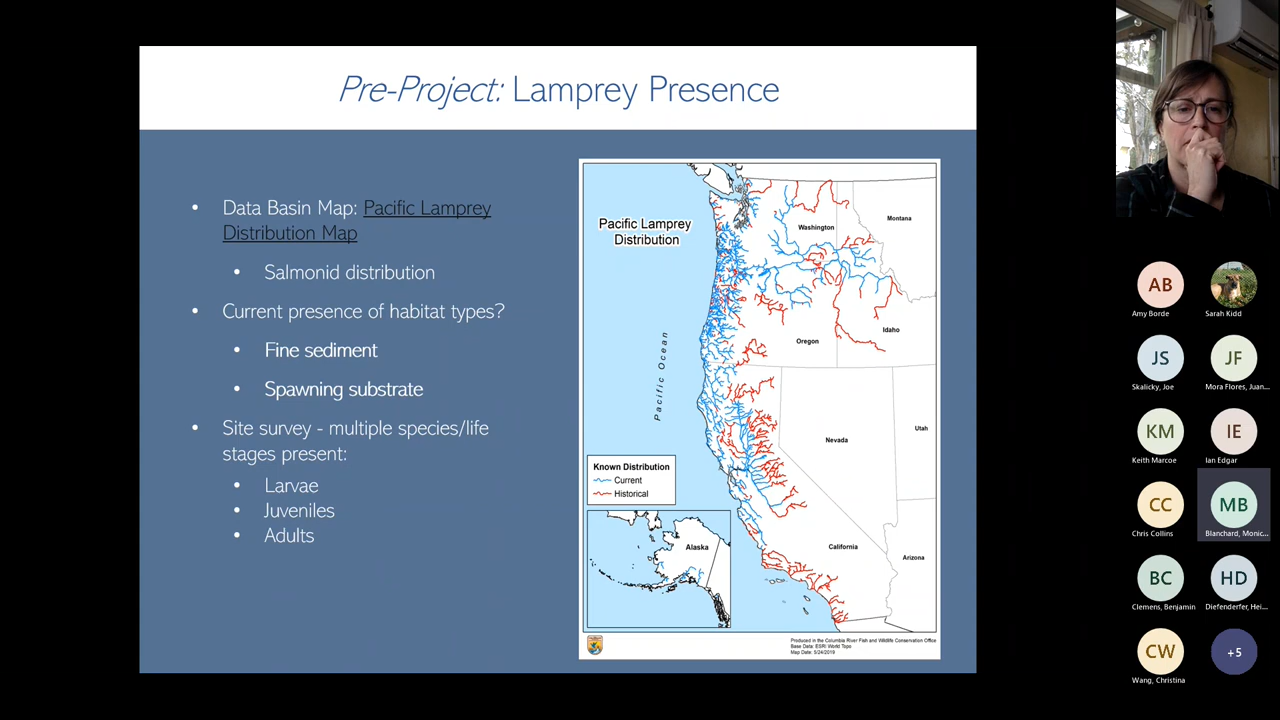 Pre-Project: Lamprey Presence
• Data Basin Map: Pacific Lamprey
Distribution Map
• Salmonid distribution
• Current presence of habitat types?
• Fine sediment
• Spawning substrate
• Site survey - multiple species/life
stages present:
• Larvae
• Juveniles
• Adults
Pacific Lamprey
Distribution
Washington
Montana
Oregon
Idaho
Pacific Ocean
Nevada
Utah
California
Arizona
Known Distribution
Current
Historical
Alaska
Produced in the Columbia River Fish and Wildlife Conservation Office
Base Data: ESRI World Topo
Map Date: 5/24/2019
AB
Amy Borde
Sarah Kidd
JS
Skalicky, Joe
JF
Mora Flores, Juan...
KM
Keith Marcoe
IE
Ian Edgar
CC
Chris Collins
MB
Blanchard, Monic...
BC
Clemens, Benjamin
HD
Diefenderfer, Hei...
CW
Wang, Christina
+5